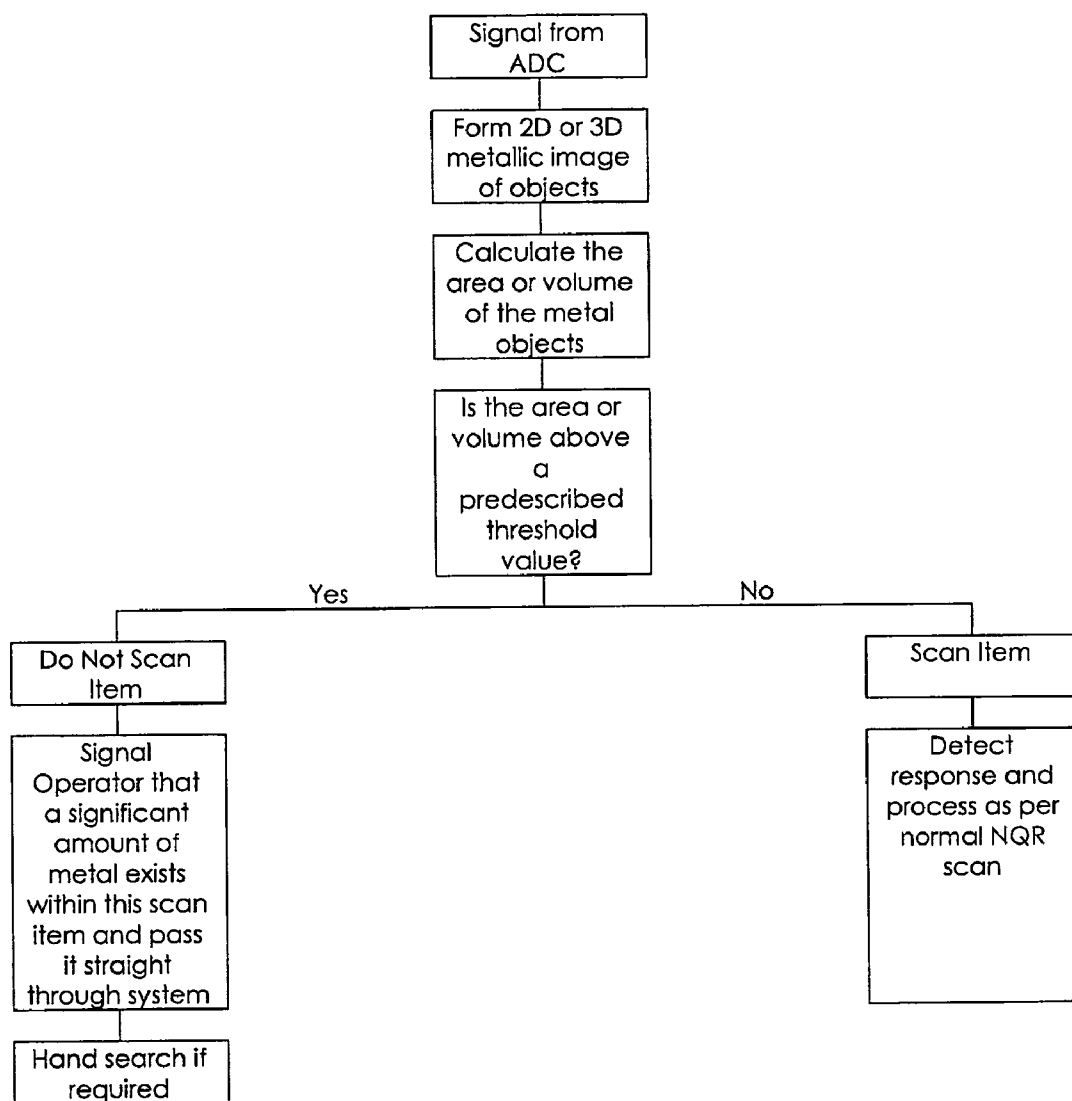 Signal from
ADC
Form 2D or 3D
metallic image
of objects
Calculate the
area or volume
of the metal
objects
Is the area or
volume above
a
predescribed
threshold
value?
Yes
No
Do Not Scan
Item
Scan Item
Signal
Operator that
a significant
amount of
metal exists
within this scan
item and pass
it straight
through system
Detect
response and
process as per
normal NQR
scan
Hand search if
required